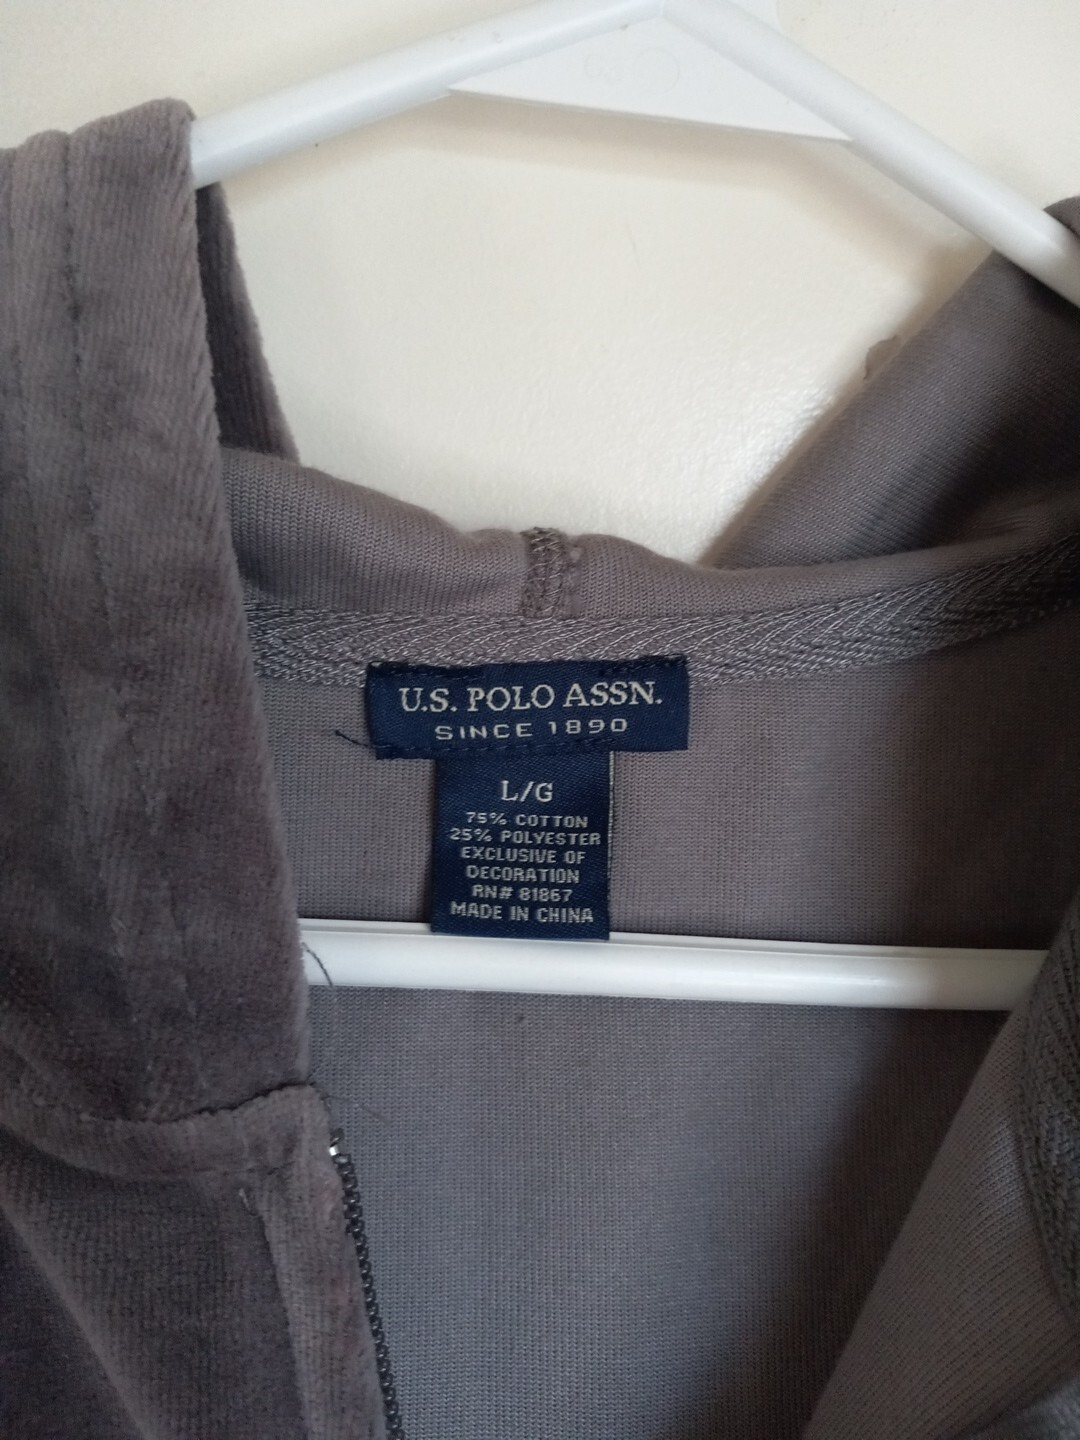 U.S. POLO ASSN.
SINCE 1890
L/G
75% COTTON
25% POLYESTER
EXCLUSIVE OF
DECORATION
RN# 81867
MADE IN CHINA